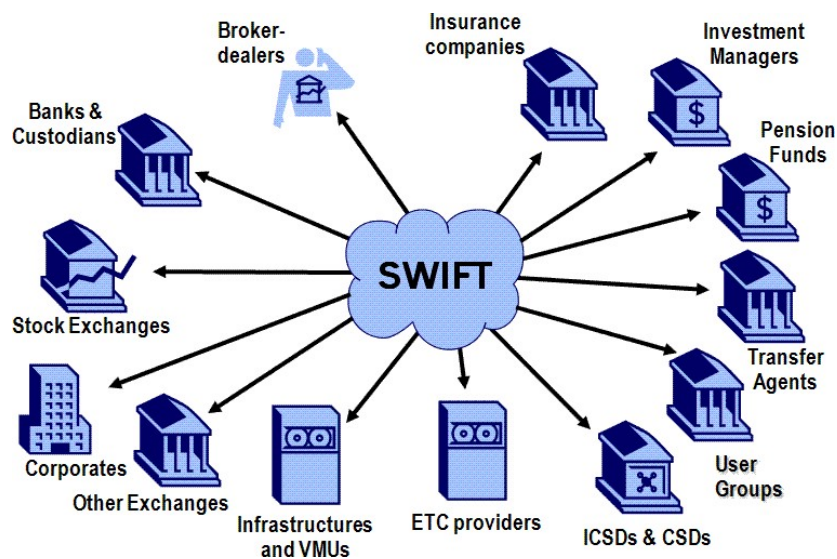 Broker-
dealers
Insurance
companies
Investment
Managers
Banks &
Custodians
Pension
Funds
$
$
SWIFT
Stock Exchanges
Transfer
Agents
Corporates
Other Exchanges
Infrastructures
and VMUs
ETC providers
ICSDs & CSDs
User
Groups